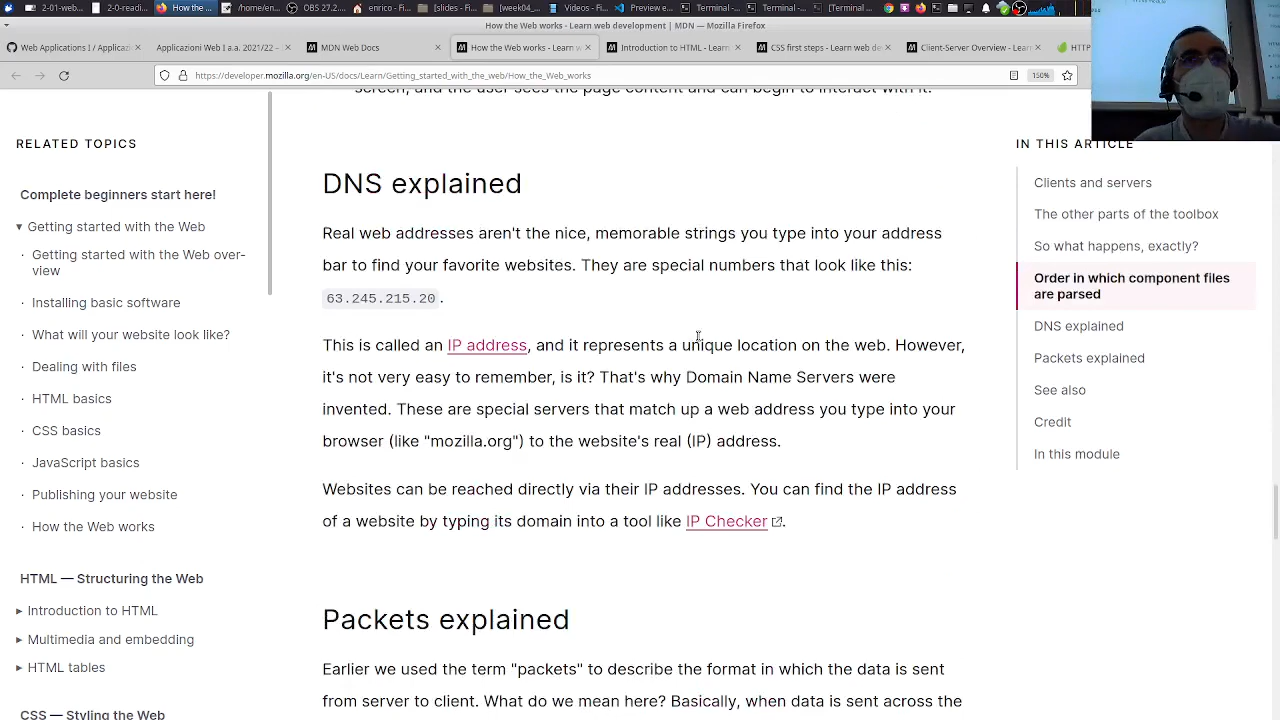 2-01-web...
2.0-readi...
How the...
/home/en...
OBS 27.2...
enrico - Fi...
Slides - Fi...
[week04_...
Videos - Fi...
Preview e...
Terminal -...
Terminal -...
[Terminal ...
How the Web works - Learn web development | MDN — Mozilla Firefox
Web Applications I / Applicaz
Applicazioni Web I a.a. 2021/22 –
MDN Web Docs
How the Web works - Learn w
Introduction to HTML - Learn
CSS first steps - Learn web de
Client-Server Overview - Learn
HTTP
https://developer.mozilla.org/en-US/docs/Learn/Getting_started_with_the_web/How_the_Web_works
150%
screen, and the user sees the page content and can begin to interact with it.
RELATED TOPICS
Complete beginners start here!
▾ Getting started with the Web
· Getting started with the Web over-
view
· Installing basic software
· What will your website look like?
· Dealing with files
· HTML basics
· CSS basics
· JavaScript basics
· Publishing your website
· How the Web works
HTML — Structuring the Web
▸ Introduction to HTML
▸ Multimedia and embedding
▸ HTML tables
CSS — Styling the Web
DNS explained
Real web addresses aren't the nice, memorable strings you type into your address
bar to find your favorite websites. They are special numbers that look like this:
63.245.215.20.
This is called an IP address, and it represents a unique location on the web. However,
it's not very easy to remember, is it? That's why Domain Name Servers were
invented. These are special servers that match up a web address you type into your
browser (like "mozilla.org") to the website's real (IP) address.
Websites can be reached directly via their IP addresses. You can find the IP address
of a website by typing its domain into a tool like IP Checker.
Packets explained
Earlier we used the term "packets" to describe the format in which the data is sent
from server to client. What do we mean here? Basically, when data is sent across the
IN THIS ARTICLE
Clients and servers
The other parts of the toolbox
So what happens, exactly?
Order in which component files
are parsed
DNS explained
Packets explained
See also
Credit
In this module